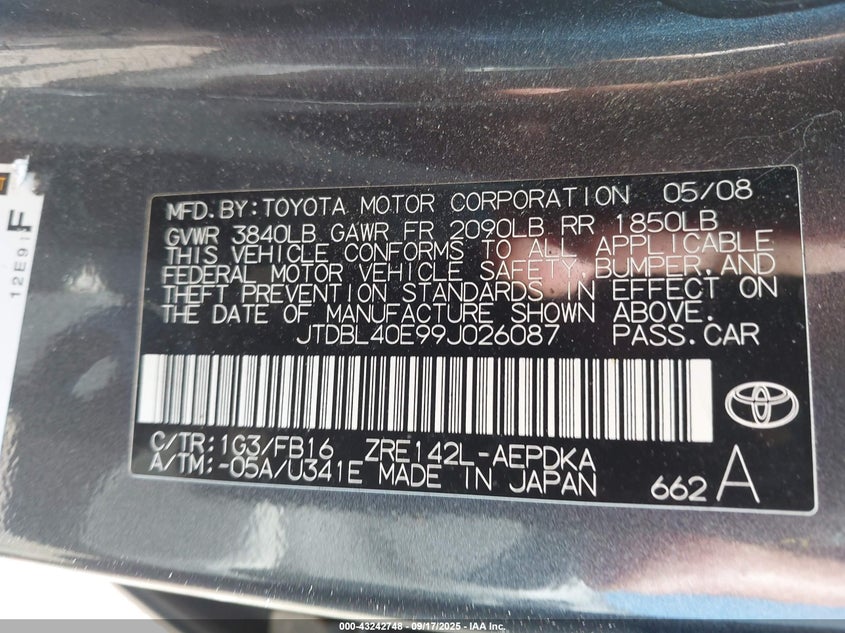 MFD. BY: TOYOTA MOTOR CORPORATION 05/08
GVWR 3840LB GAWR FR 2090LB RR 1850LB
THIS VEHICLE CONFORMS TO ALL APPLICABLE
FEDERAL MOTOR VEHICLE SAFETY, BUMPER, AND
THEFT PREVENTION STANDARDS IN EFFECT ON
THE DATE OF MANUFACTURE SHOWN ABOVE.
JTDBL40E99J026087 PASS.CAR
C/TR: 1G3/FB16 ZRE142L-AEPDKA
A/TM: -05A/U341E MADE IN JAPAN
662 A
F
12E91
000-43242748 - 09/17/2025 - IAA Inc.